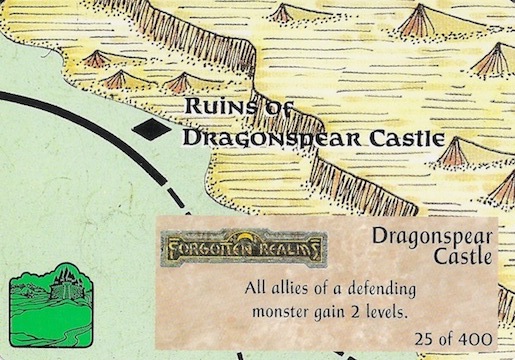 Ruins of
Dragonspear Castle
FORGOTTEN REALMS
Dragonspear
Castle
All allies of a defending
monster gain 2 levels.
25 of 400